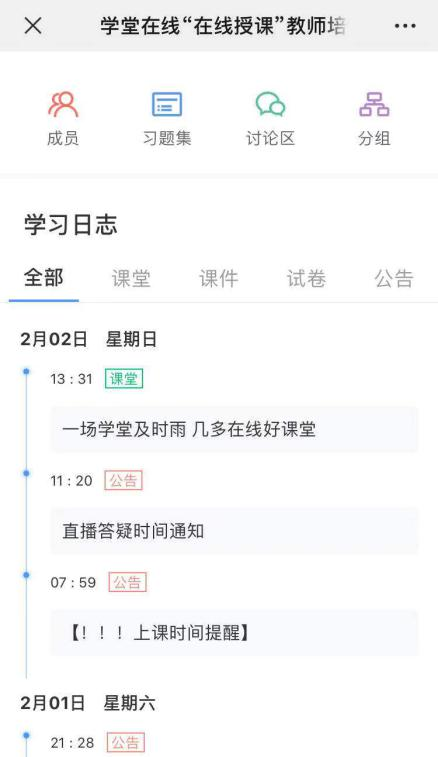 学堂在线“在线授课”教师培
成员
习题集
讨论区
分组
学习日志
全部
课堂
课件
试卷
公告
2月02日 星期日
13 : 31 课堂
一场学堂及时雨 几多在线好课堂
11 : 20 公告
直播答疑时间通知
07 : 59 公告
【！！！上课时间提醒】
2月01日 星期六
21 : 28 公告